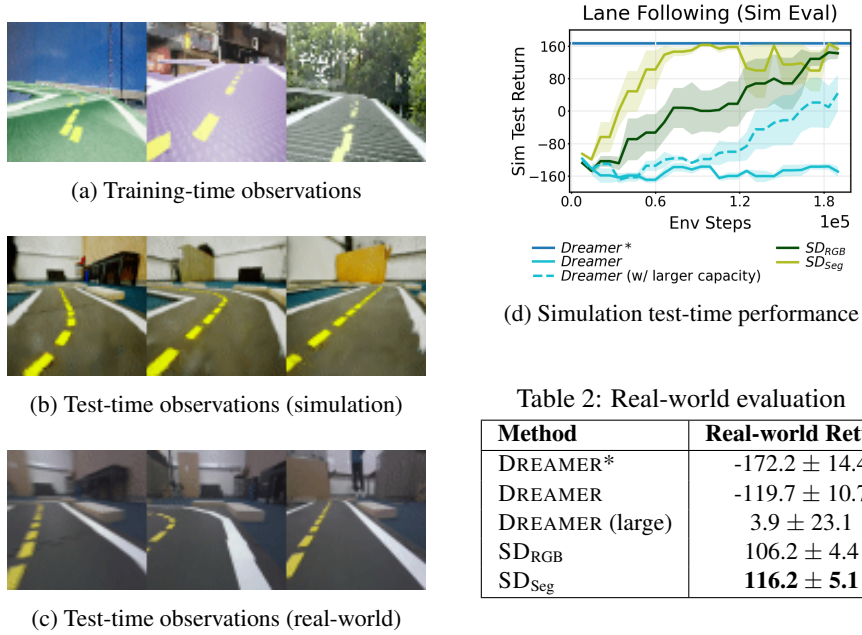 (a) Training-time observations
(b) Test-time observations (simulation)
(c) Test-time observations (real-world)
Lane Following (Sim Eval)
Sim Test Return
160
80
0
−80
−160
0.0 0.6 1.2 1.8
1e5
Env Steps
Dreamer*
Dreamer
Dreamer (w/ larger capacity)
SD_RGB
SD_Seg
(d) Simulation test-time performance
Table 2: Real-world evaluation
Method Real-world Ret
DREAMER* -172.2 ± 14.4
DREAMER -119.7 ± 10.7
DREAMER (large) 3.9 ± 23.1
SD_RGB 106.2 ± 4.4
SD_Seg 116.2 ± 5.1